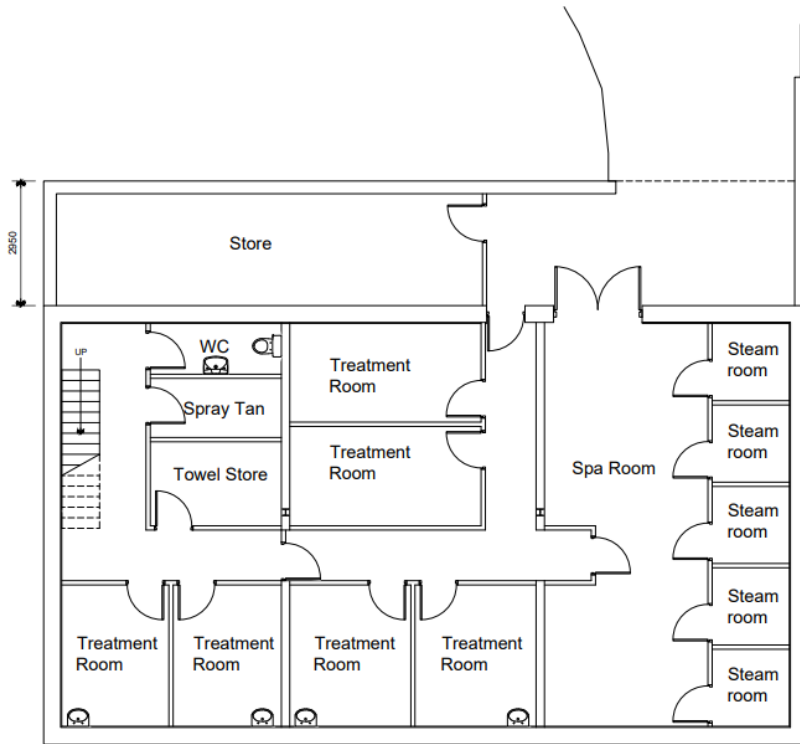 2950
Store
UP
WC
Spray Tan
Towel Store
Treatment
Room
Treatment
Room
Spa Room
Steam
room
Steam
room
Steam
room
Steam
room
Steam
room
Treatment
Room
Treatment
Room
Treatment
Room
Treatment
Room